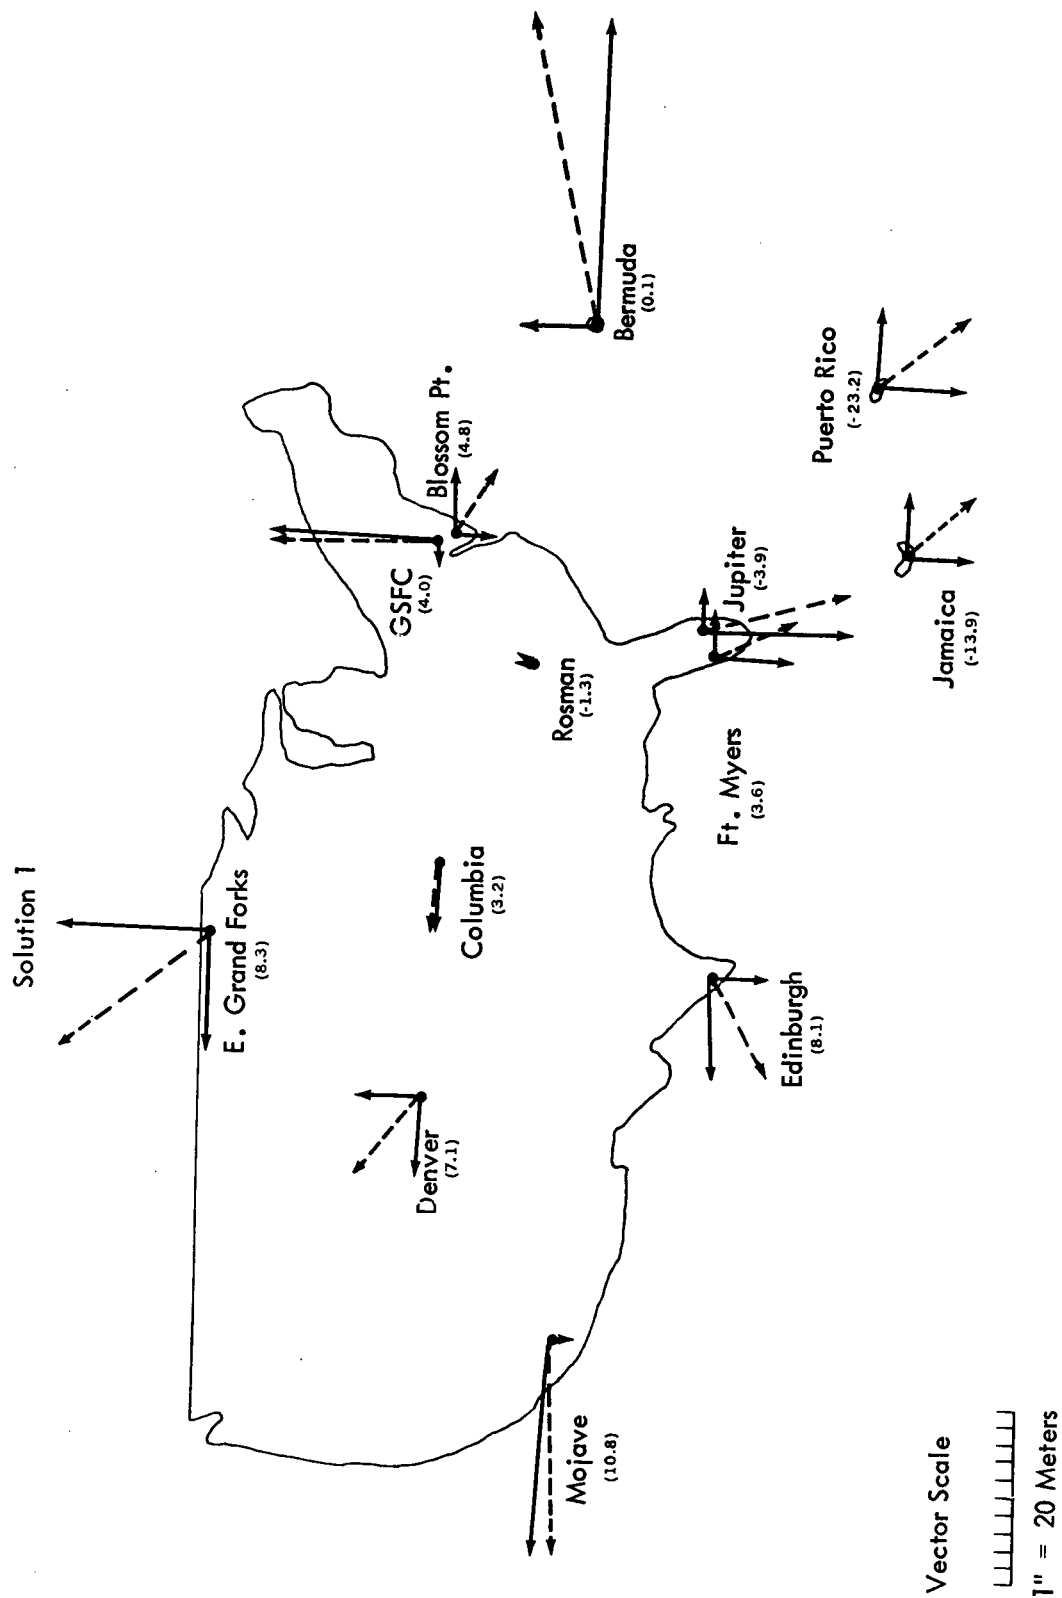 Solution 1
E. Grand Forks
(8.3)
Denver
(7.1)
Columbia
(3.2)
GSFC
(4.0)
Blossom Pt.
(4.8)
Rosman
(-1.3)
Bermuda
(0.1)
Mojave
(10.8)
Edinburgh
(8.1)
Ft. Myers
(3.6)
Jupiter
(-3.9)
Puerto Rico
(-23.2)
Jamaica
(-13.9)
Vector Scale
1" = 20 Meters